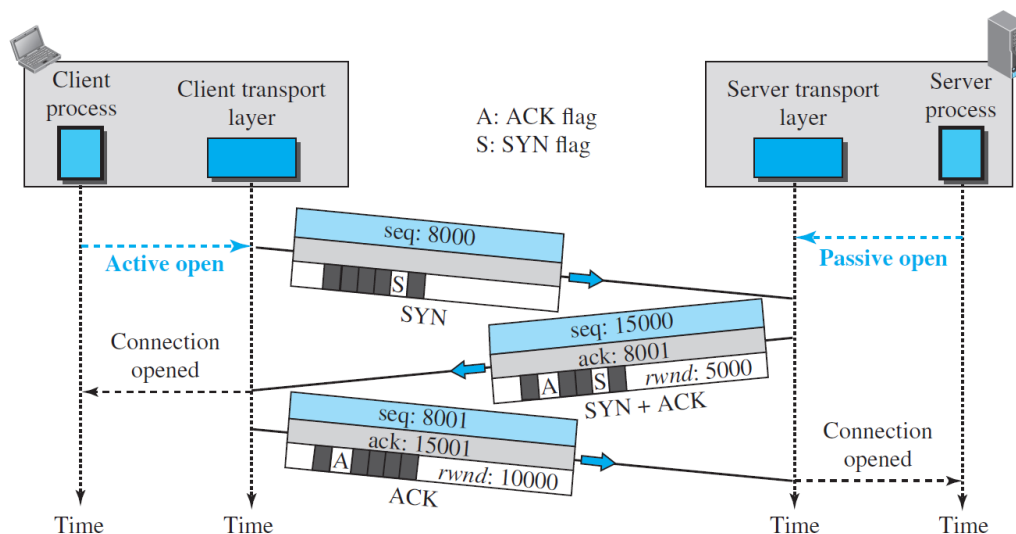 Client
process
Client transport
layer
A: ACK flag
S: SYN flag
Server transport
layer
Server
process
seq: 8000
S
SYN
Active open
Passive open
seq: 15000
ack: 8001
A S rwnd: 5000
SYN + ACK
Connection
opened
seq: 8001
ack: 15001
A rwnd: 10000
ACK
Connection
opened
Time
Time
Time
Time